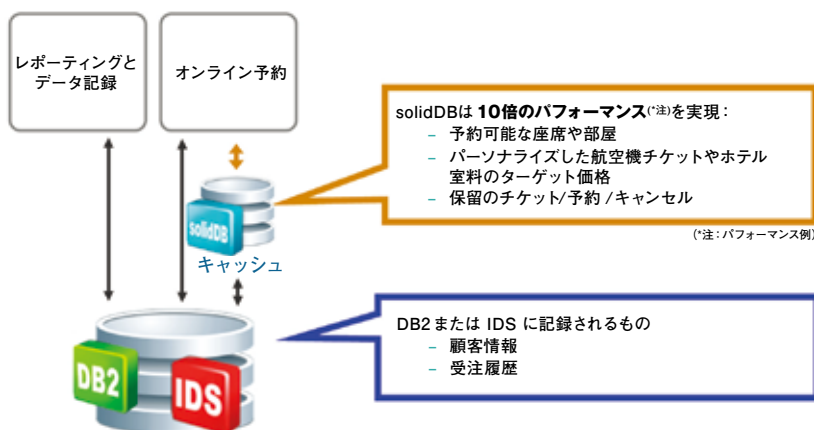 レポーティングと
データ記録
オンライン予約
solidDBは 10倍のパフォーマンス(*注)を実現：
– 予約可能な座席や部屋
– パーソナライズした航空機チケットやホテル
室料のターゲット価格
– 保留のチケット/予約 /キャンセル
(*注：パフォーマンス例)
solidDB
キャッシュ
DB2または IDS に記録されるもの
– 顧客情報
– 受注履歴
DB2
IDS